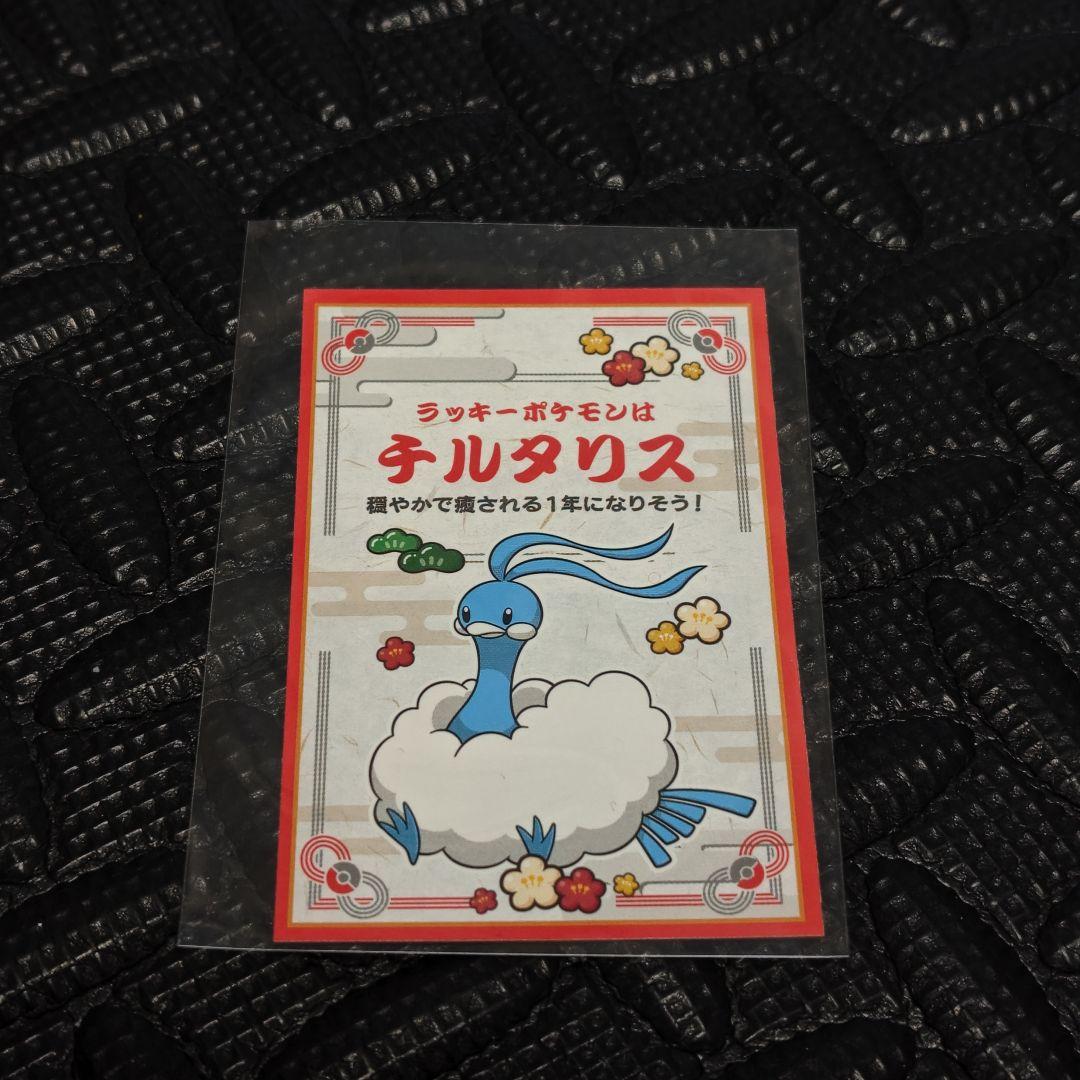 ラッキーポケモンは
チルタリス
穏やかで癒される1年になりそう！